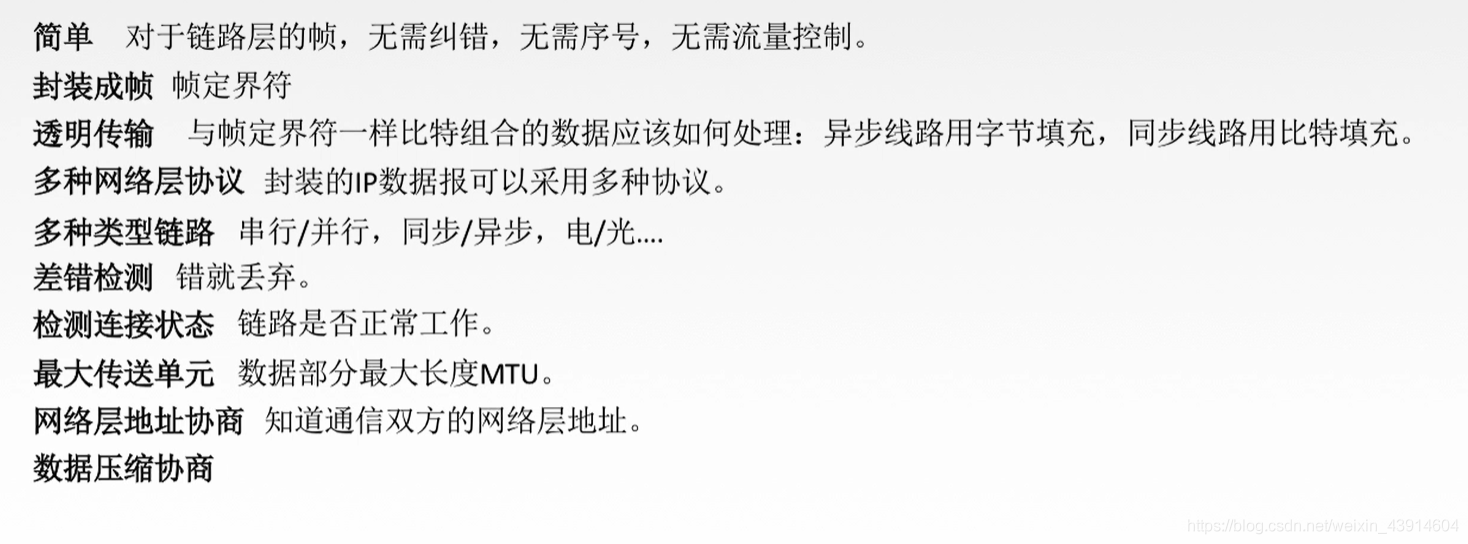 简单 对于链路层的帧，无需纠错，无需序号，无需流量控制。
封装成帧 帧定界符
透明传输 与帧定界符一样比特组合的数据应该如何处理：异步线路用字节填充，同步线路用比特填充。
多种网络层协议 封装的IP数据报可以采用多种协议。
多种类型链路 串行/并行，同步/异步，电/光....
差错检测 错就丢弃。
检测连接状态 链路是否正常工作。
最大传送单元 数据部分最大长度MTU。
网络层地址协商 知道通信双方的网络层地址。
数据压缩协商
https://blog.csdn.net/weixin_43914604